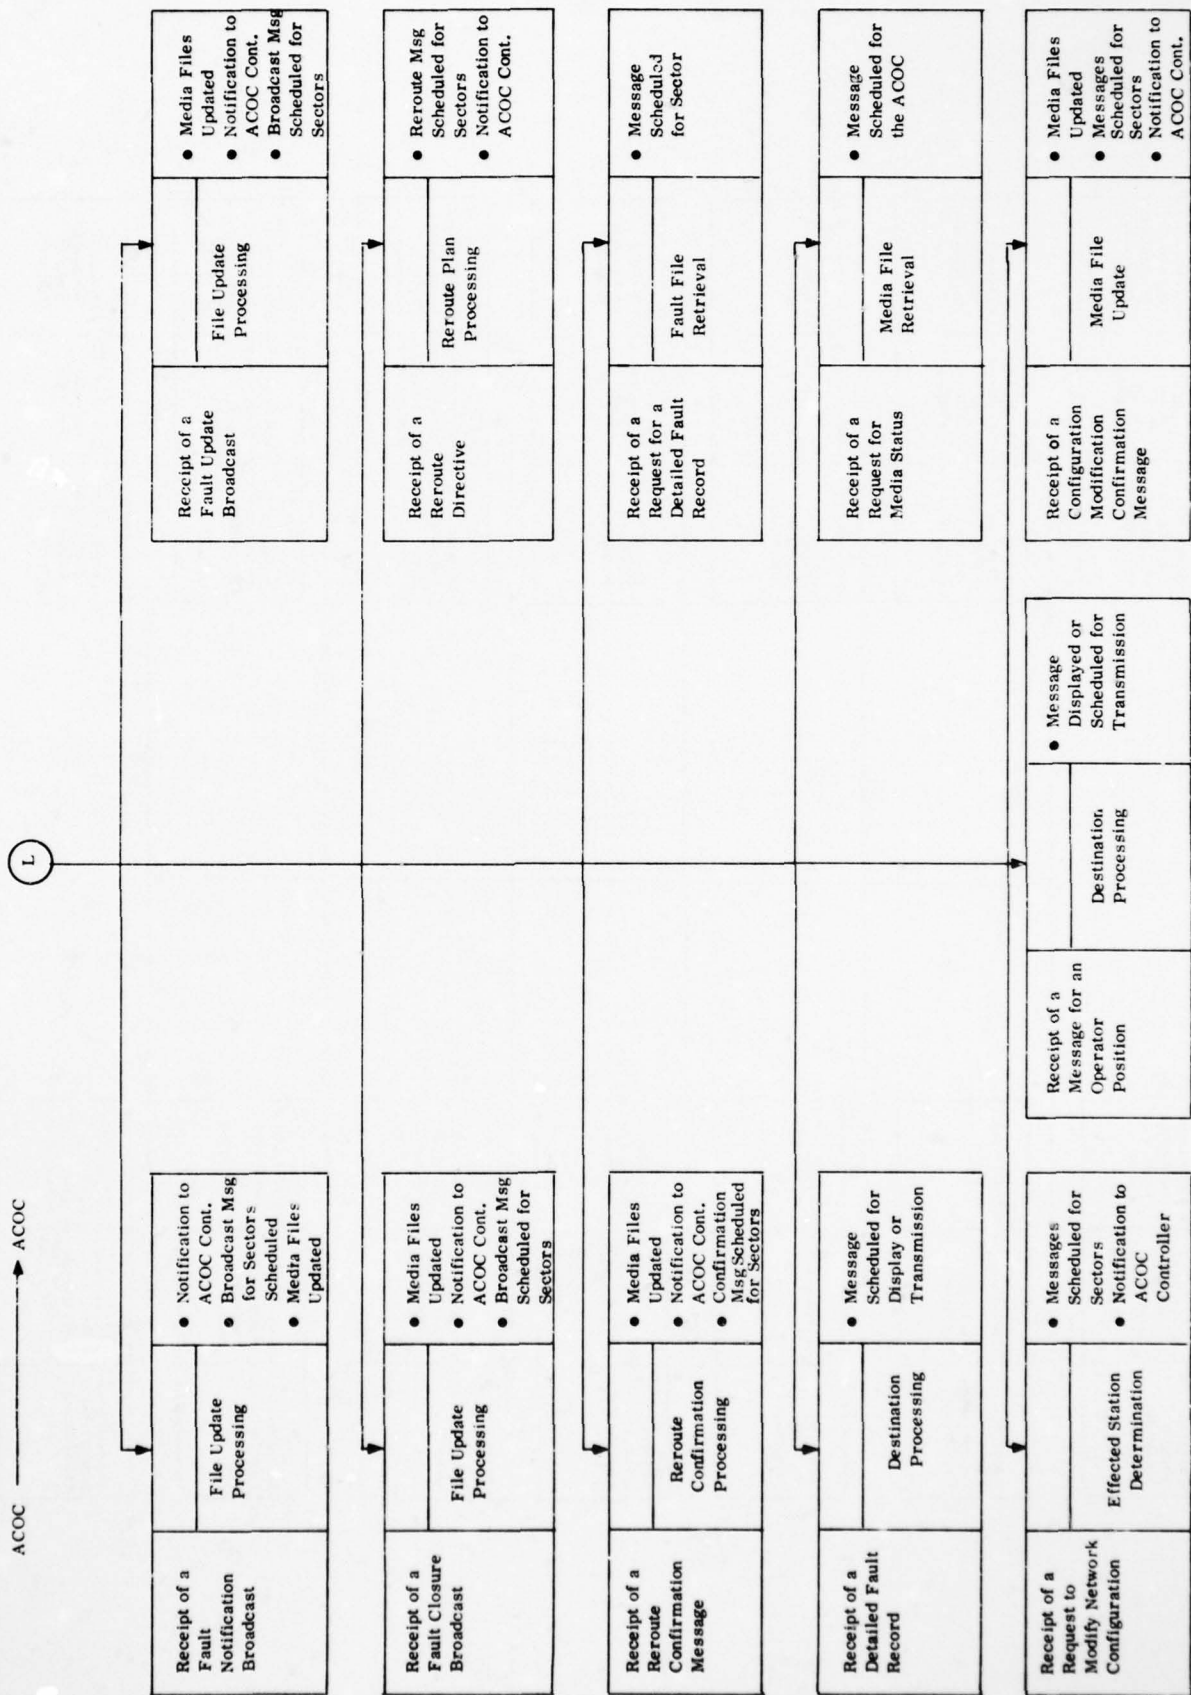 ACOC ACOC
L
Receipt of a
Fault
Notification
Broadcast
File Update
Processing
● Notification to
ACOC Cont.
● Broadcast Msg
for Sectors
Scheduled
● Media Files
Updated
Receipt of a
Fault Update
Broadcast
File Update
Processing
● Media Files
Updated
● Notification to
ACOC Cont.
● Broadcast Msg
Scheduled for
Sectors
Receipt of a
Fault Closure
Broadcast
File Update
Processing
● Media Files
Updated
● Notification to
ACOC Cont.
● Broadcast Msg
Scheduled for
Sectors
Receipt of a
Reroute
Directive
Reroute Plan
Processing
● Reroute Msg
Scheduled for
Sectors
● Notification to
ACOC Cont.
Receipt of a
Reroute
Confirmation
Message
Reroute
Confirmation
Processing
● Media Files
Updated
● Notification to
ACOC Cont.
● Confirmation
Msg Scheduled
for Sectors
Receipt of a
Request for a
Detailed Fault
Record
Fault File
Retrieval
● Message
Scheduled
for Sector
Receipt of a
Detailed Fault
Record
Destination
Processing
● Message
Scheduled for
Display or
Transmission
Receipt of a
Request for
Media Status
Media File
Retrieval
● Message
Scheduled for
the ACOC
Receipt of a
Request to
Modify Network
Configuration
Effected Station
Determination
● Messages
Scheduled for
Sectors
● Notification to
ACOC
Controller
Receipt of a
Message for an
Operator
Position
Destination
Processing
● Message
Displayed or
Scheduled for
Transmission
Receipt of a
Configuration
Modification
Confirmation
Message
Media File
Update
● Media Files
Updated
● Messages
Scheduled for
Sectors
● Notification to
ACOC Cont.